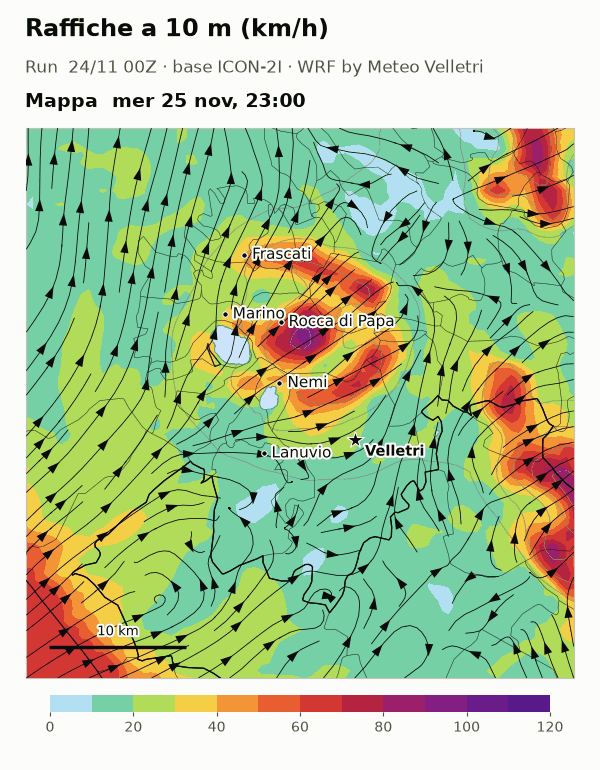 Raffiche a 10 m (km/h)
Run  24/11 00Z · base ICON-2I · WRF by Meteo Velletri
Mappa  mer 25 nov, 23:00
Frascati
Marino
Rocca di Papa
Nemi
Velletri
Lanuvio
10 km
0 20 40 60 80 100 120